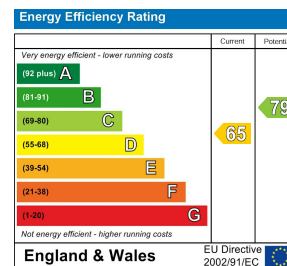 Energy Efficiency Rating
Current
Potenti
Very energy efficient - lower running costs
(92 plus) A
(81-91) B
(69-80) C
(55-68) D
(39-54) E
(21-38) F
(1-20) G
65
79
Not energy efficient - higher running costs
England & Wales
EU Directive
2002/91/EC